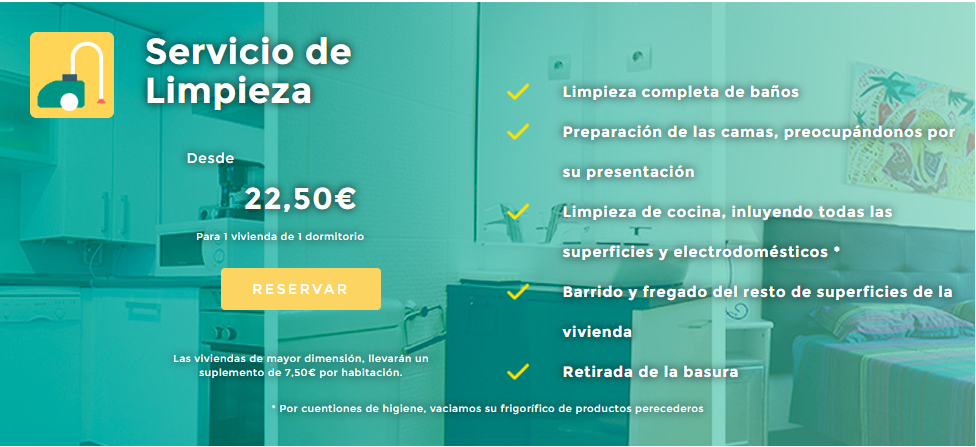 Servicio de
Limpieza
Desde
22,50€
Para 1 vivienda de 1 dormitorio
RESERVAR
Las viviendas de mayor dimensión, llevarán un
suplemento de 7,50€ por habitación.
Limpieza completa de baños
Preparación de las camas, preocupándonos por
su presentación
Limpieza de cocina, inluyendo todas las
superficies y electrodomésticos *
Barrido y fregado del resto de superficies de la
vivienda
Retirada de la basura
* Por cuentiones de higiene, vaciamos su frigorífico de productos perecederos